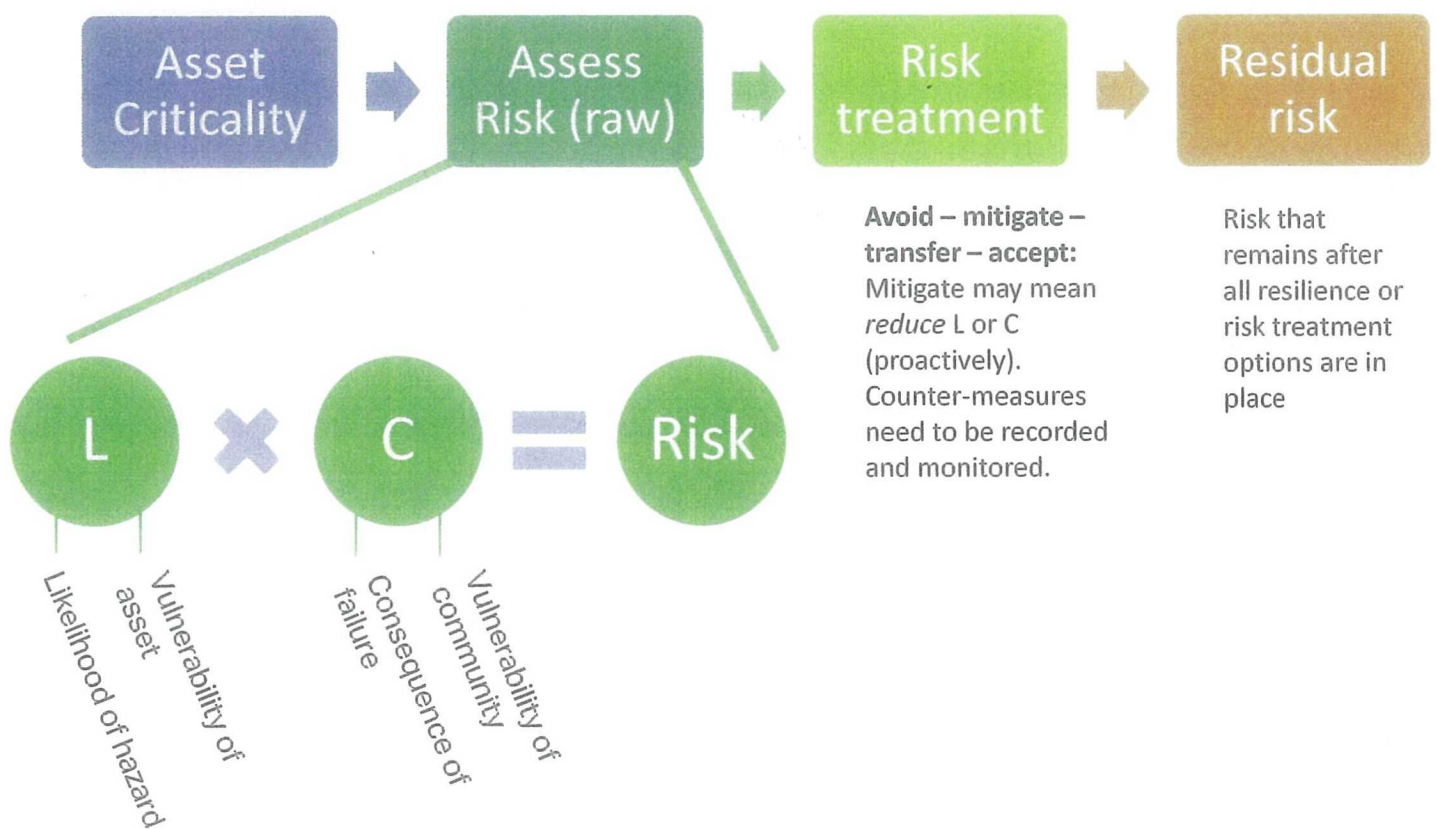 Asset
Criticality
Assess
Risk (raw)
Risk
treatment
Residual
risk
Avoid – mitigate –
transfer – accept:
Mitigate may mean
reduce L or C
(proactively).
Counter-measures
need to be recorded
and monitored.
Risk that
remains after
all resilience or
risk treatment
options are in
place
L
C
Risk
Likelihood of hazard
Vulnerability of
asset
Consequence of
failure
Vulnerability of
community